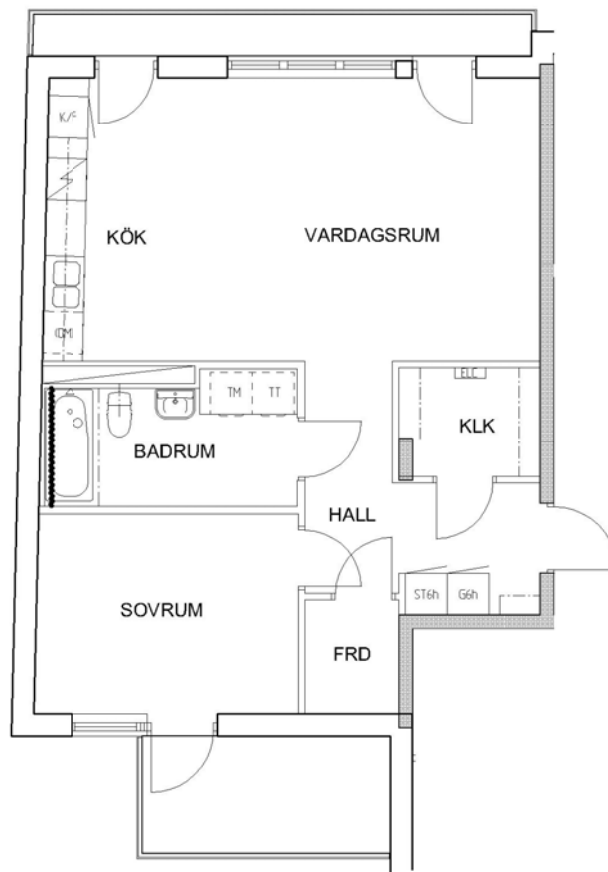 K/F
KÖK
VARDAGSRUM
DM
TM
TT
ELC
KLK
BADRUM
HALL
ST6h
G6h
SOVRUM
FRD